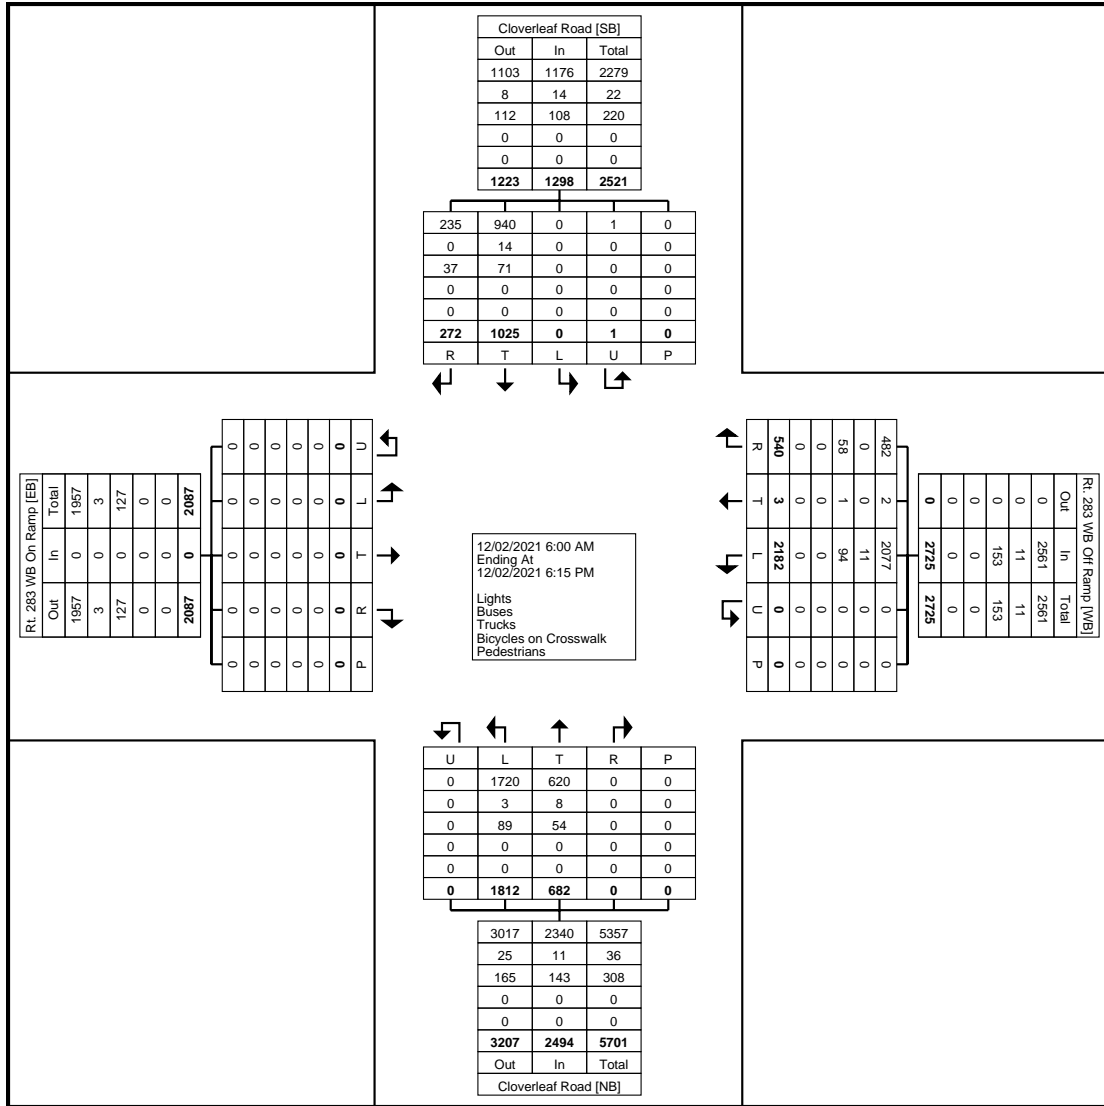 Cloverleaf Road [SB]
Out In Total
1103 1176 2279
8 14 22
112 108 220
0 0 0
0 0 0
1223 1298 2521
235 940 0 1 0
0 14 0 0 0
37 71 0 0 0
0 0 0 0 0
0 0 0 0 0
272 1025 0 1 0
R T L U P
Rt. 283 WB On Ramp [EB]
Out In Total
1957 0 1957
3 0 3
127 0 127
0 0 0
0 0 0
2087 0 2087
0 0 0 0 0
0 0 0 0 0
0 0 0 0 0
0 0 0 0 0
0 0 0 0 0
0 0 0 0 0
0 0 0 0 0
U L T R P
12/02/2021 6:00 AM
Ending At
12/02/2021 6:15 PM
Lights
Buses
Trucks
Bicycles on Crosswalk
Pedestrians
Rt. 283 WB Off Ramp [WB]
Out In Total
0 2561 2561
0 11 11
0 153 153
0 0 0
0 0 0
0 2725 2725
482 2 2077 0 0
0 0 11 0 0
58 1 94 0 0
0 0 0 0 0
0 0 0 0 0
540 3 2182 0 0
R T L U P
U L T R P
0 1720 620 0 0
0 3 8 0 0
0 89 54 0 0
0 0 0 0 0
0 0 0 0 0
0 1812 682 0 0
3017 2340 5357
25 11 36
165 143 308
0 0 0
0 0 0
3207 2494 5701
Out In Total
Cloverleaf Road [NB]